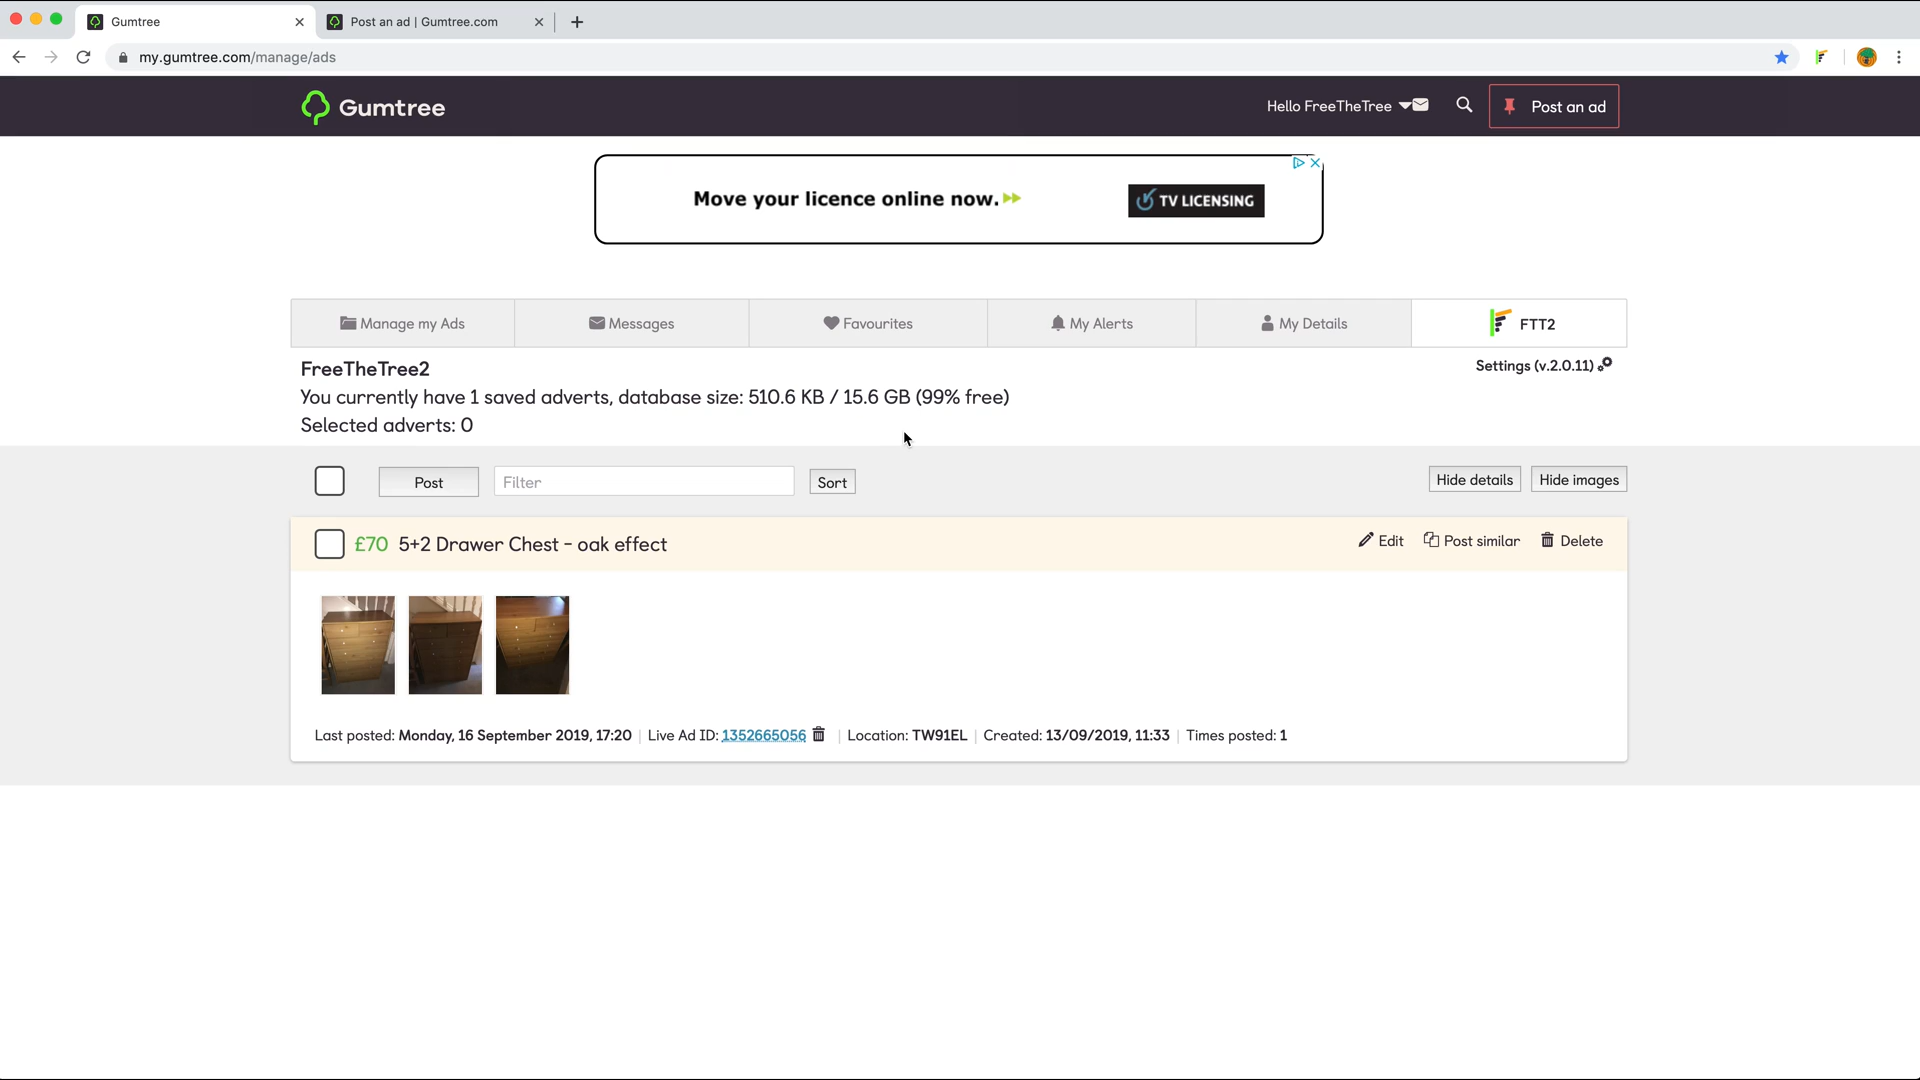 Gumtree
Post an ad | Gumtree.com
my.gumtree.com/manage/ads
Gumtree
Hello FreeTheTree
Post an ad
Move your licence online now.
TV LICENSING
Manage my Ads
Messages
Favourites
My Alerts
My Details
FTT2
FreeTheTree2
Settings (v.2.0.11)
You currently have 1 saved adverts, database size: 510.6 KB / 15.6 GB (99% free)
Selected adverts: 0
Post
Filter
Sort
Hide details
Hide images
£70 5+2 Drawer Chest - oak effect
Edit
Post similar
Delete
Last posted: Monday, 16 September 2019, 17:20 | Live Ad ID: 1352665056 | Location: TW91EL | Created: 13/09/2019, 11:33 | Times posted: 1